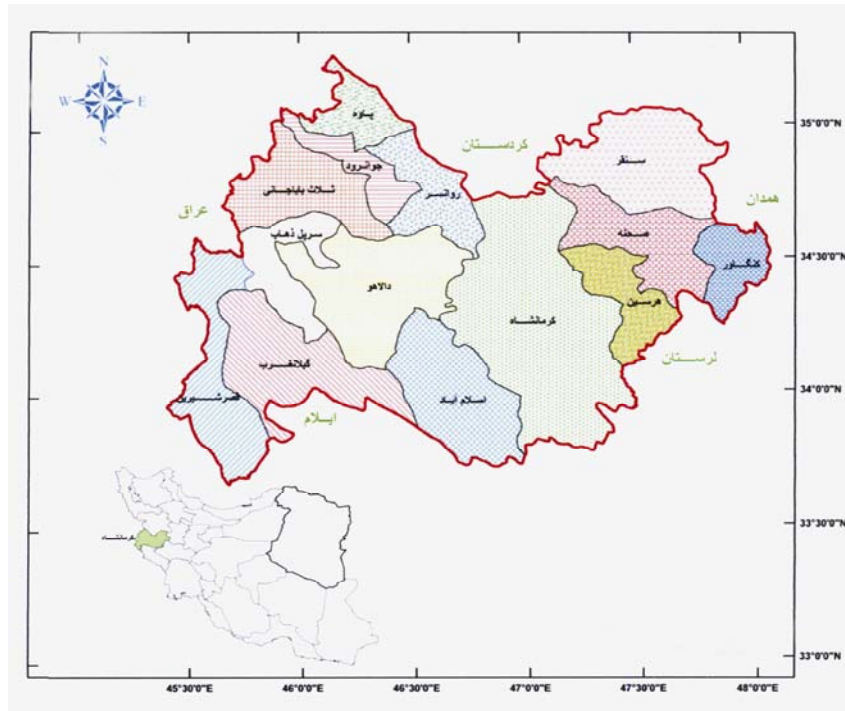 N
W E
S
پاوه
کردستان
جوانرود
سنقر
روانسر
ثلاث باباجانی
همدان
عراق
سرپل ذهاب
صحنه
کنگاور
دالاهو
هرسین
کرمانشاه
لرستان
گیلانغرب
قصرشیرین
اسلام آباد
ایلام
کرمانشاه
35°0'0"N
34°30'0"N
34°0'0"N
33°30'0"N
33°0'0"N
45°30'0"E 46°0'0"E 46°30'0"E 47°0'0"E 47°30'0"E 48°0'0"E